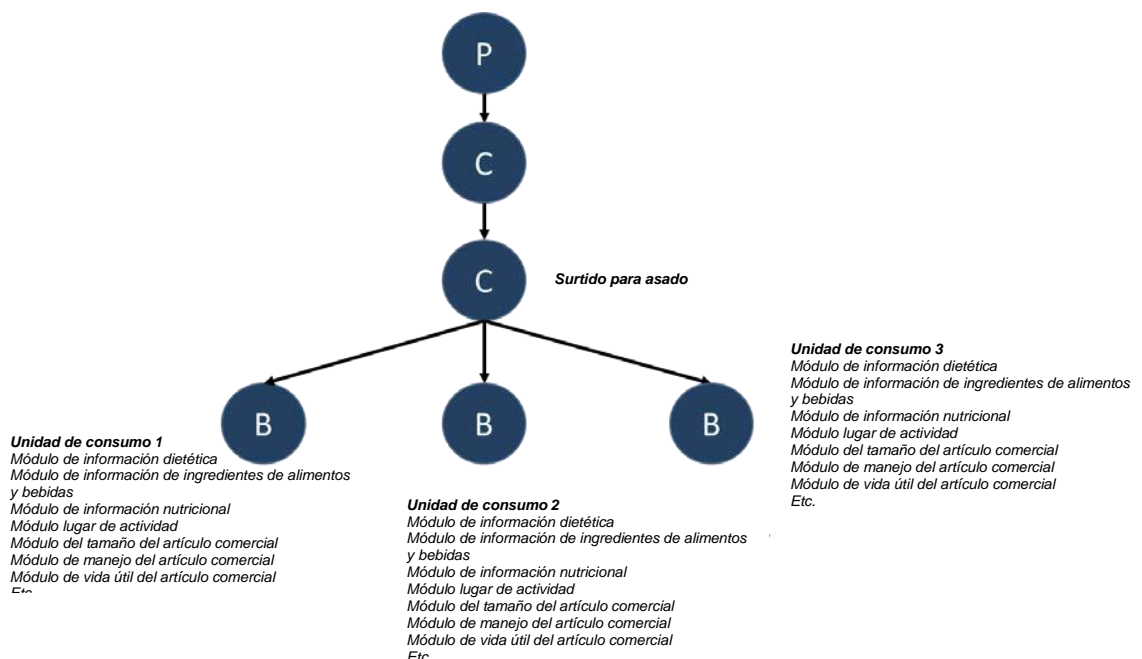 P
C
C
Surtido para asado
B
B
B
Unidad de consumo 1
Módulo de información dietética
Módulo de información de ingredientes de alimentos
y bebidas
Módulo de información nutricional
Módulo lugar de actividad
Módulo del tamaño del artículo comercial
Módulo de manejo del artículo comercial
Módulo de vida útil del artículo comercial
Etc.
Unidad de consumo 2
Módulo de información dietética
Módulo de información de ingredientes de alimentos
y bebidas
Módulo de información nutricional
Módulo lugar de actividad
Módulo del tamaño del artículo comercial
Módulo de manejo del artículo comercial
Módulo de vida útil del artículo comercial
Etc.
Unidad de consumo 3
Módulo de información dietética
Módulo de información de ingredientes de alimentos
y bebidas
Módulo de información nutricional
Módulo lugar de actividad
Módulo del tamaño del artículo comercial
Módulo de manejo del artículo comercial
Módulo de vida útil del artículo comercial
Etc.